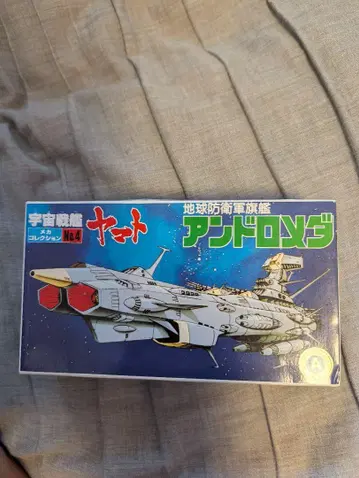 宇宙戦艦
ヤマト
メカ
コレクション
No.4
地球防衛軍旗艦
アンドロメダ